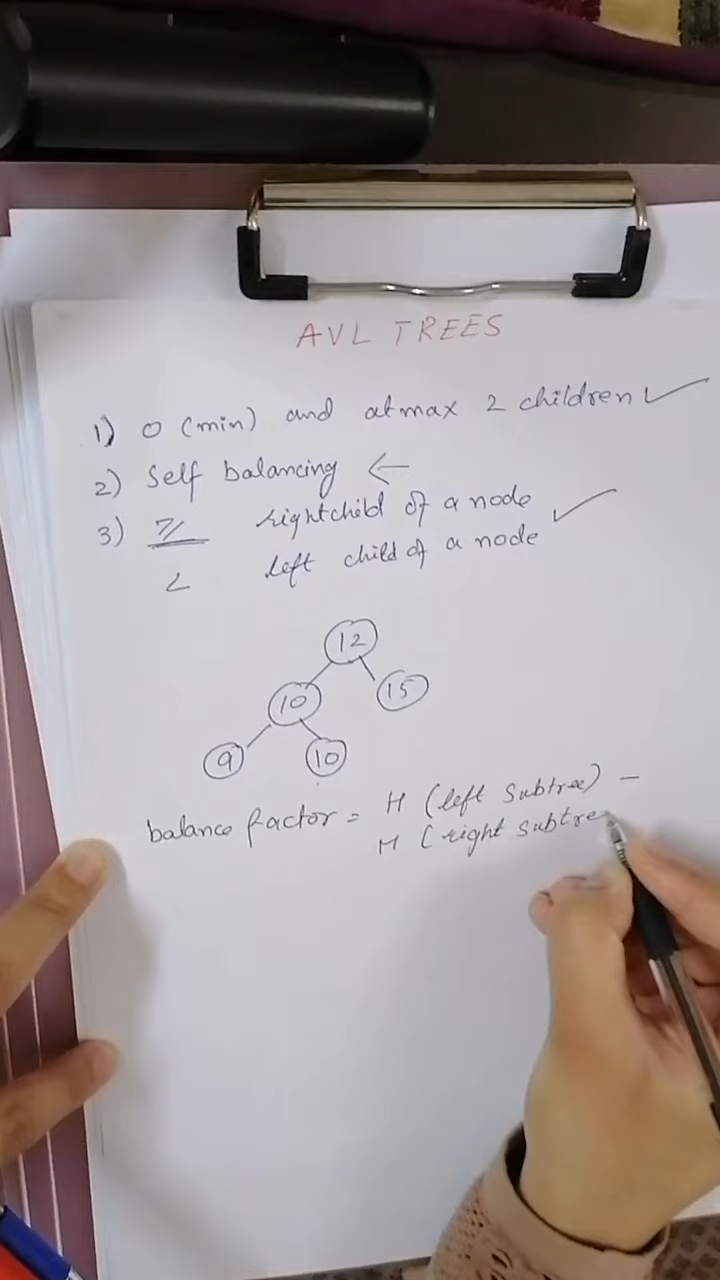 AVL TREES
1) 0 (min) and atmax 2 children ✓
2) Self balancing ←
3) ≥ rightchild of a node ✓
< left child of a node
12
10 15
9 10
balance factor = H (left subtree) –
H (right subtre